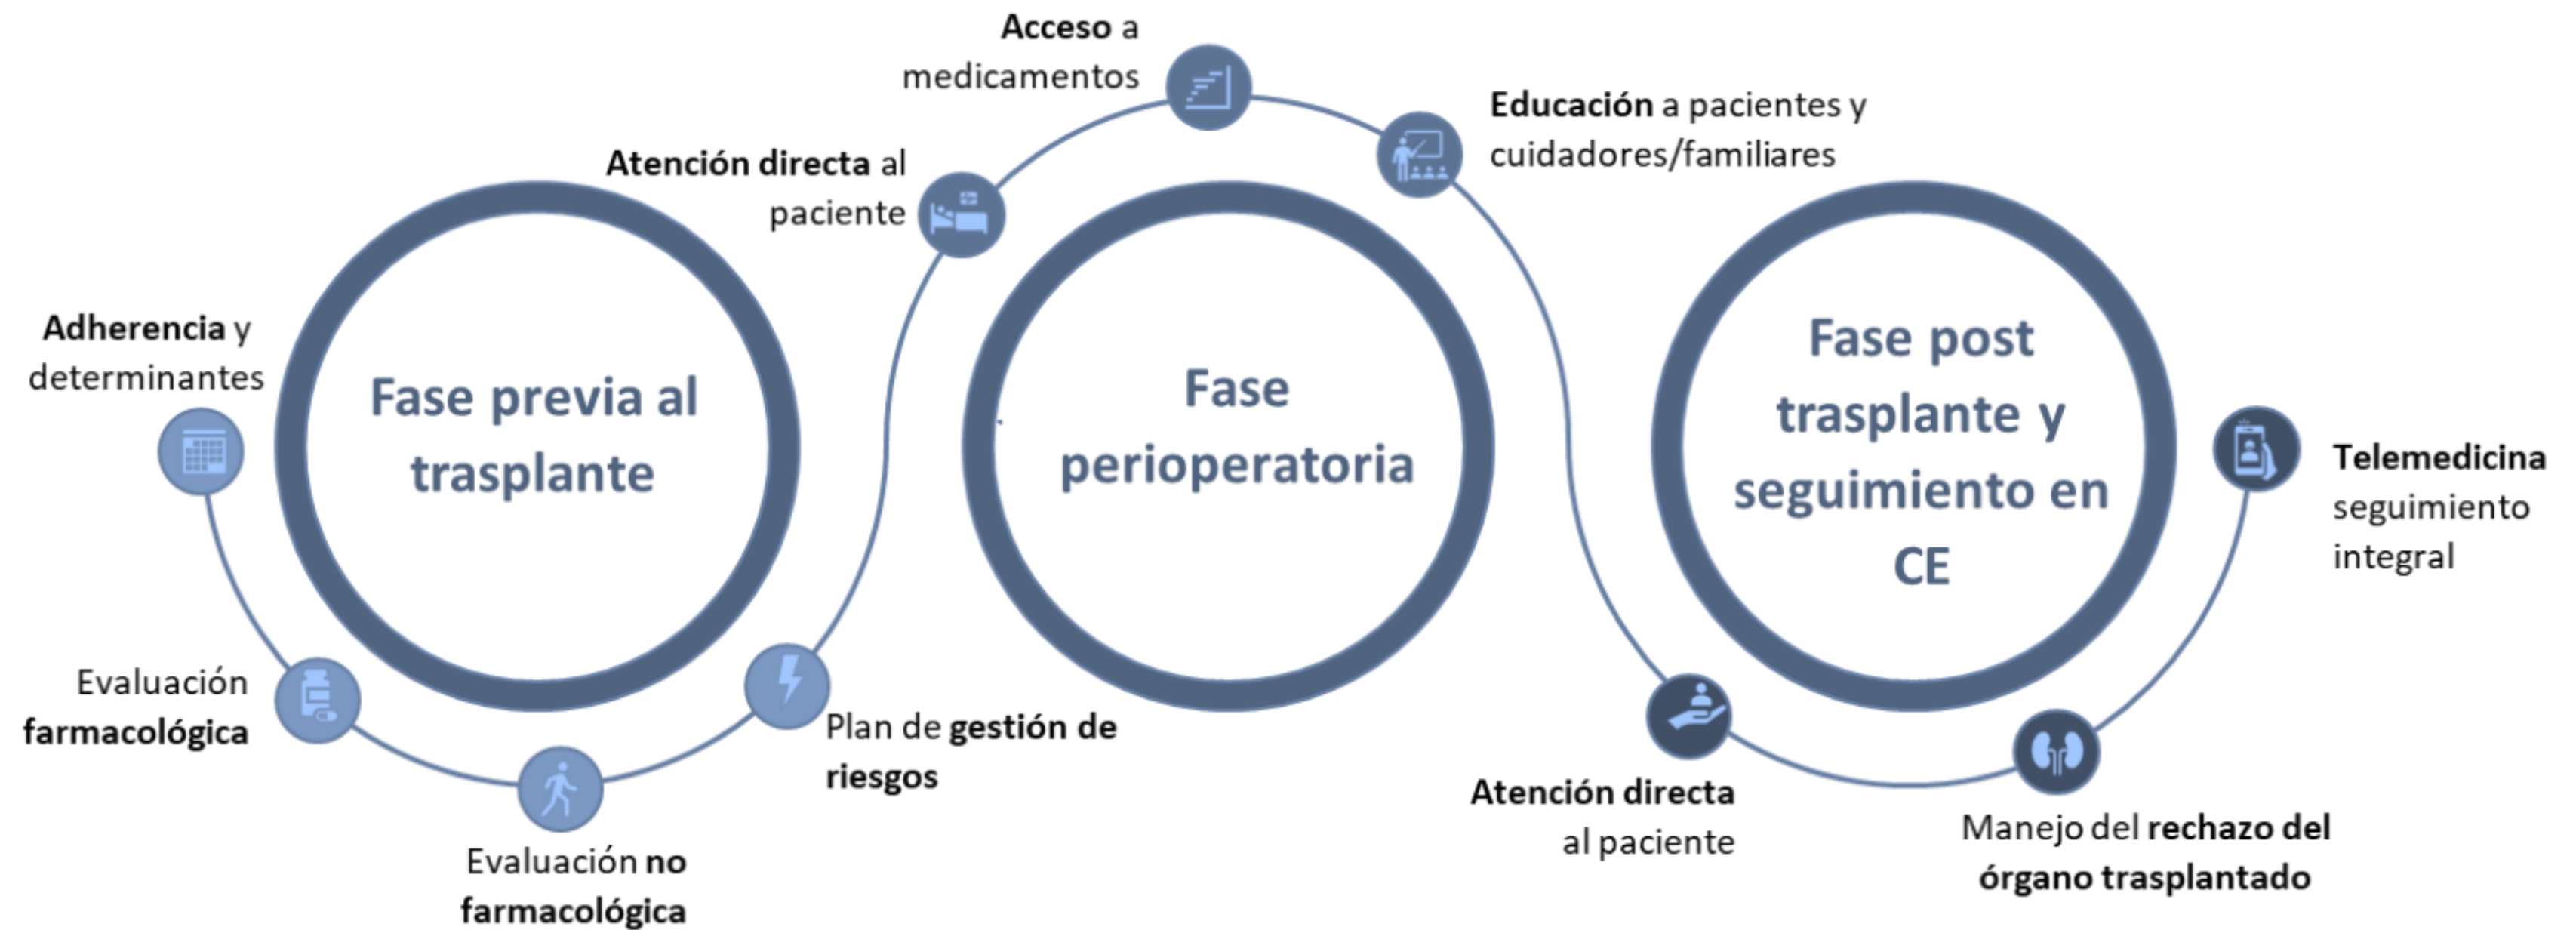 Adherencia y
determinantes
Evaluación
farmacológica
Evaluación no
farmacológica
Plan de gestión de
riesgos
Fase previa al
trasplante
Atención directa al
paciente
Acceso a
medicamentos
Educación a pacientes y
cuidadores/familiares
Fase
perioperatoria
Atención directa
al paciente
Manejo del rechazo del
órgano trasplantado
Telemedicina
seguimiento
integral
Fase post
trasplante y
seguimiento en
CE